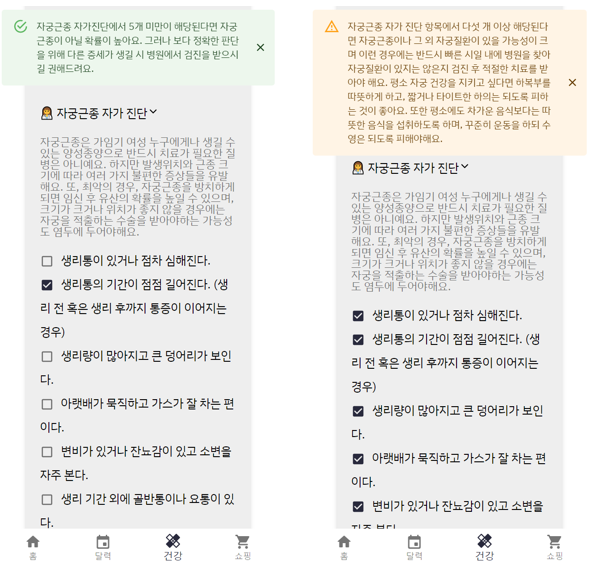 자궁근종 자가진단에서 5개 미만이 해당된다면 자궁
근종이 아닐 확률이 높아요. 그러나 보다 정확한 판단
을 위해 다른 증세가 생길 시 병원에서 검진을 받으시
길 권해드려요.
자궁근종 자가 진단
자궁근종은 가임기 여성 누구에게나 생길 수
있는 양성종양으로 반드시 치료가 필요한 질
병은 아니예요. 하지만 발생위치와 근종 크
기에 따라 여러 가지 불편한 증상들을 유발
해요. 또, 최악의 경우, 자궁근종을 방치하게
되면 임신 후 유산의 확률을 높일 수 있으며,
크기가 크거나 위치가 좋지 않을 경우에는
자궁을 적출하는 수술을 받아야하는 가능성
도 염두에 두어야해요.
생리통이 있거나 점차 심해진다.
생리통의 기간이 점점 길어진다. (생
리 전 혹은 생리 후까지 통증이 이어지는
경우)
생리량이 많아지고 큰 덩어리가 보인
다.
아랫배가 묵직하고 가스가 잘 차는 편
이다.
변비가 있거나 잔뇨감이 있고 소변을
자주 본다.
생리 기간 외에 골반통이나 요통이 있
다.
홈
달력
건강
쇼핑
자궁근종 자가 진단 항목에서 다섯 개 이상 해당된다
면 자궁근종이나 그 외 자궁질환이 있을 가능성이 크
며 이런 경우에는 반드시 빠른 시일 내에 병원을 찾아
자궁질환이 있지는 않은지 검진 후 적절한 치료를 받
아야 해요. 평소 자궁 건강을 지키고 싶다면 하복부를
따뜻하게 하고, 짧거나 타이트한 하의는 되도록 피하
는 것이 좋아요. 또한 평소에도 차가운 음식보다는 따
뜻한 음식을 섭취하도록 하며, 꾸준히 운동을 하되 수
영은 되도록 피해야해요.
자궁근종 자가 진단
자궁근종은 가임기 여성 누구에게나 생길 수
있는 양성종양으로 반드시 치료가 필요한 질
병은 아니예요. 하지만 발생위치와 근종 크
기에 따라 여러 가지 불편한 증상들을 유발
해요. 또, 최악의 경우, 자궁근종을 방치하게
되면 임신 후 유산의 확률을 높일 수 있으며,
크기가 크거나 위치가 좋지 않을 경우에는
자궁을 적출하는 수술을 받아야하는 가능성
도 염두에 두어야해요.
생리통이 있거나 점차 심해진다.
생리통의 기간이 점점 길어진다. (생
리 전 혹은 생리 후까지 통증이 이어지는
경우)
생리량이 많아지고 큰 덩어리가 보인
다.
아랫배가 묵직하고 가스가 잘 차는 편
이다.
변비가 있거나 잔뇨감이 있고 소변을
자주 본다.
홈
달력
건강
쇼핑